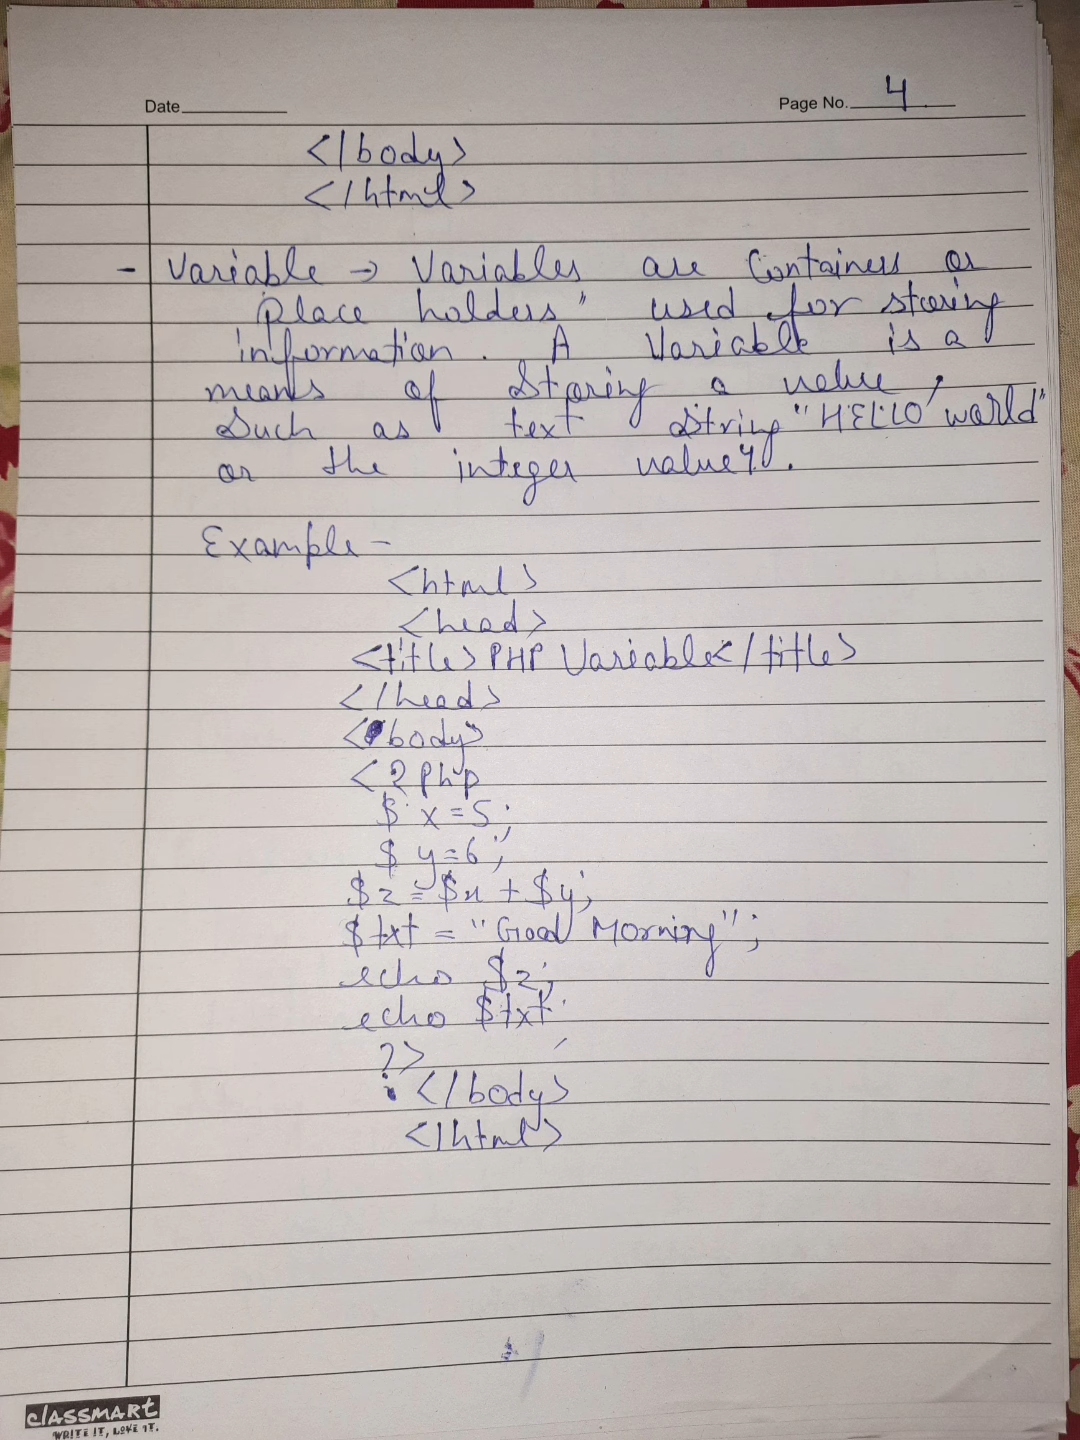 Date
Page No. 4
</body>
</html>
- Variable → Variables are Containers or
place holders" used for storing
information. A Variable is a
means of Storing a value,
Such as text String "HELLO world"
or the integer value 4.
Example -
<html>
<head>
<title> PHP Variable</title>
</head>
<body>
<?php
$ x = 5;
$ y = 6;
$z = $x + $y;
$txt = "Good Morning";
echo $z;
echo $txt;
?>
</body>
</html>
CLASSMARt
WRITE IT, LOVE IT.